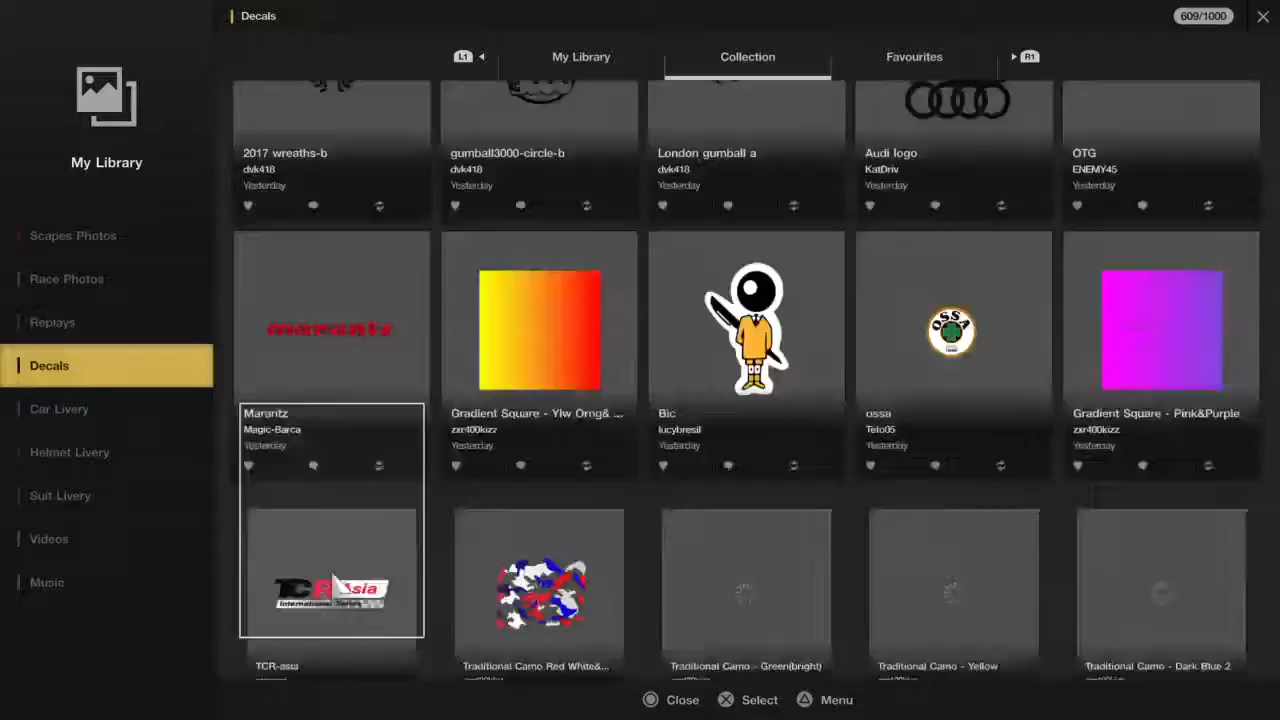 Decals
609/1000
L1
My Library
Collection
Favourites
R1
My Library
Scapes Photos
Race Photos
Replays
Decals
Car Livery
Helmet Livery
Suit Livery
Videos
Music
2017 wreaths-b
dvk418
Yesterday
gumball3000-circle-b
dvk418
Yesterday
London gumball a
dvk418
Yesterday
Audi logo
KatDriv
Yesterday
OTG
ENEMY45
Yesterday
marantz
Marantz
Magic-Barca
Yesterday
Gradient Square - Ylw Orng& ...
zxr400kizz
Yesterday
Bic
lucybresil
Yesterday
OSSA
ossa
Teto05
Yesterday
Gradient Square - Pink&Purple
zxr400kizz
Yesterday
TCR Asia
International Series
TCR-asia
Traditional Camo Red White&...
Traditional Camo - Green(bright)
Traditional Camo - Yellow
Traditional Camo - Dark Blue 2
Close
Select
Menu